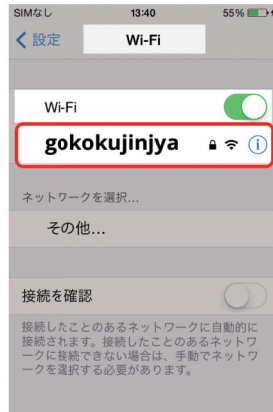 SIMなし 13:40 55%
設定 Wi-Fi
Wi-Fi
gokokujinjya
ネットワークを選択...
その他...
接続を確認
接続したことのあるネットワークに自動的に
接続されます。接続したことのあるネットワ
ークに接続できない場合は、手動でネットワ
ークを選択する必要があります。